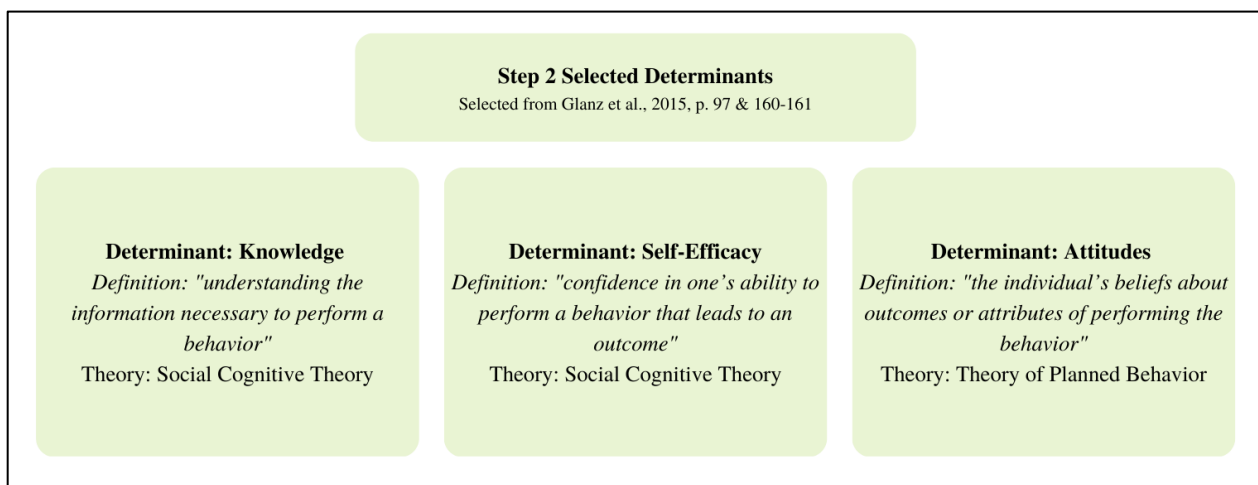 Step 2 Selected Determinants
Selected from Glanz et al., 2015, p. 97 & 160-161
Determinant: Knowledge
Definition: "understanding the
information necessary to perform a
behavior"
Theory: Social Cognitive Theory
Determinant: Self-Efficacy
Definition: "confidence in one’s ability to
perform a behavior that leads to an
outcome"
Theory: Social Cognitive Theory
Determinant: Attitudes
Definition: "the individual’s beliefs about
outcomes or attributes of performing the
behavior"
Theory: Theory of Planned Behavior